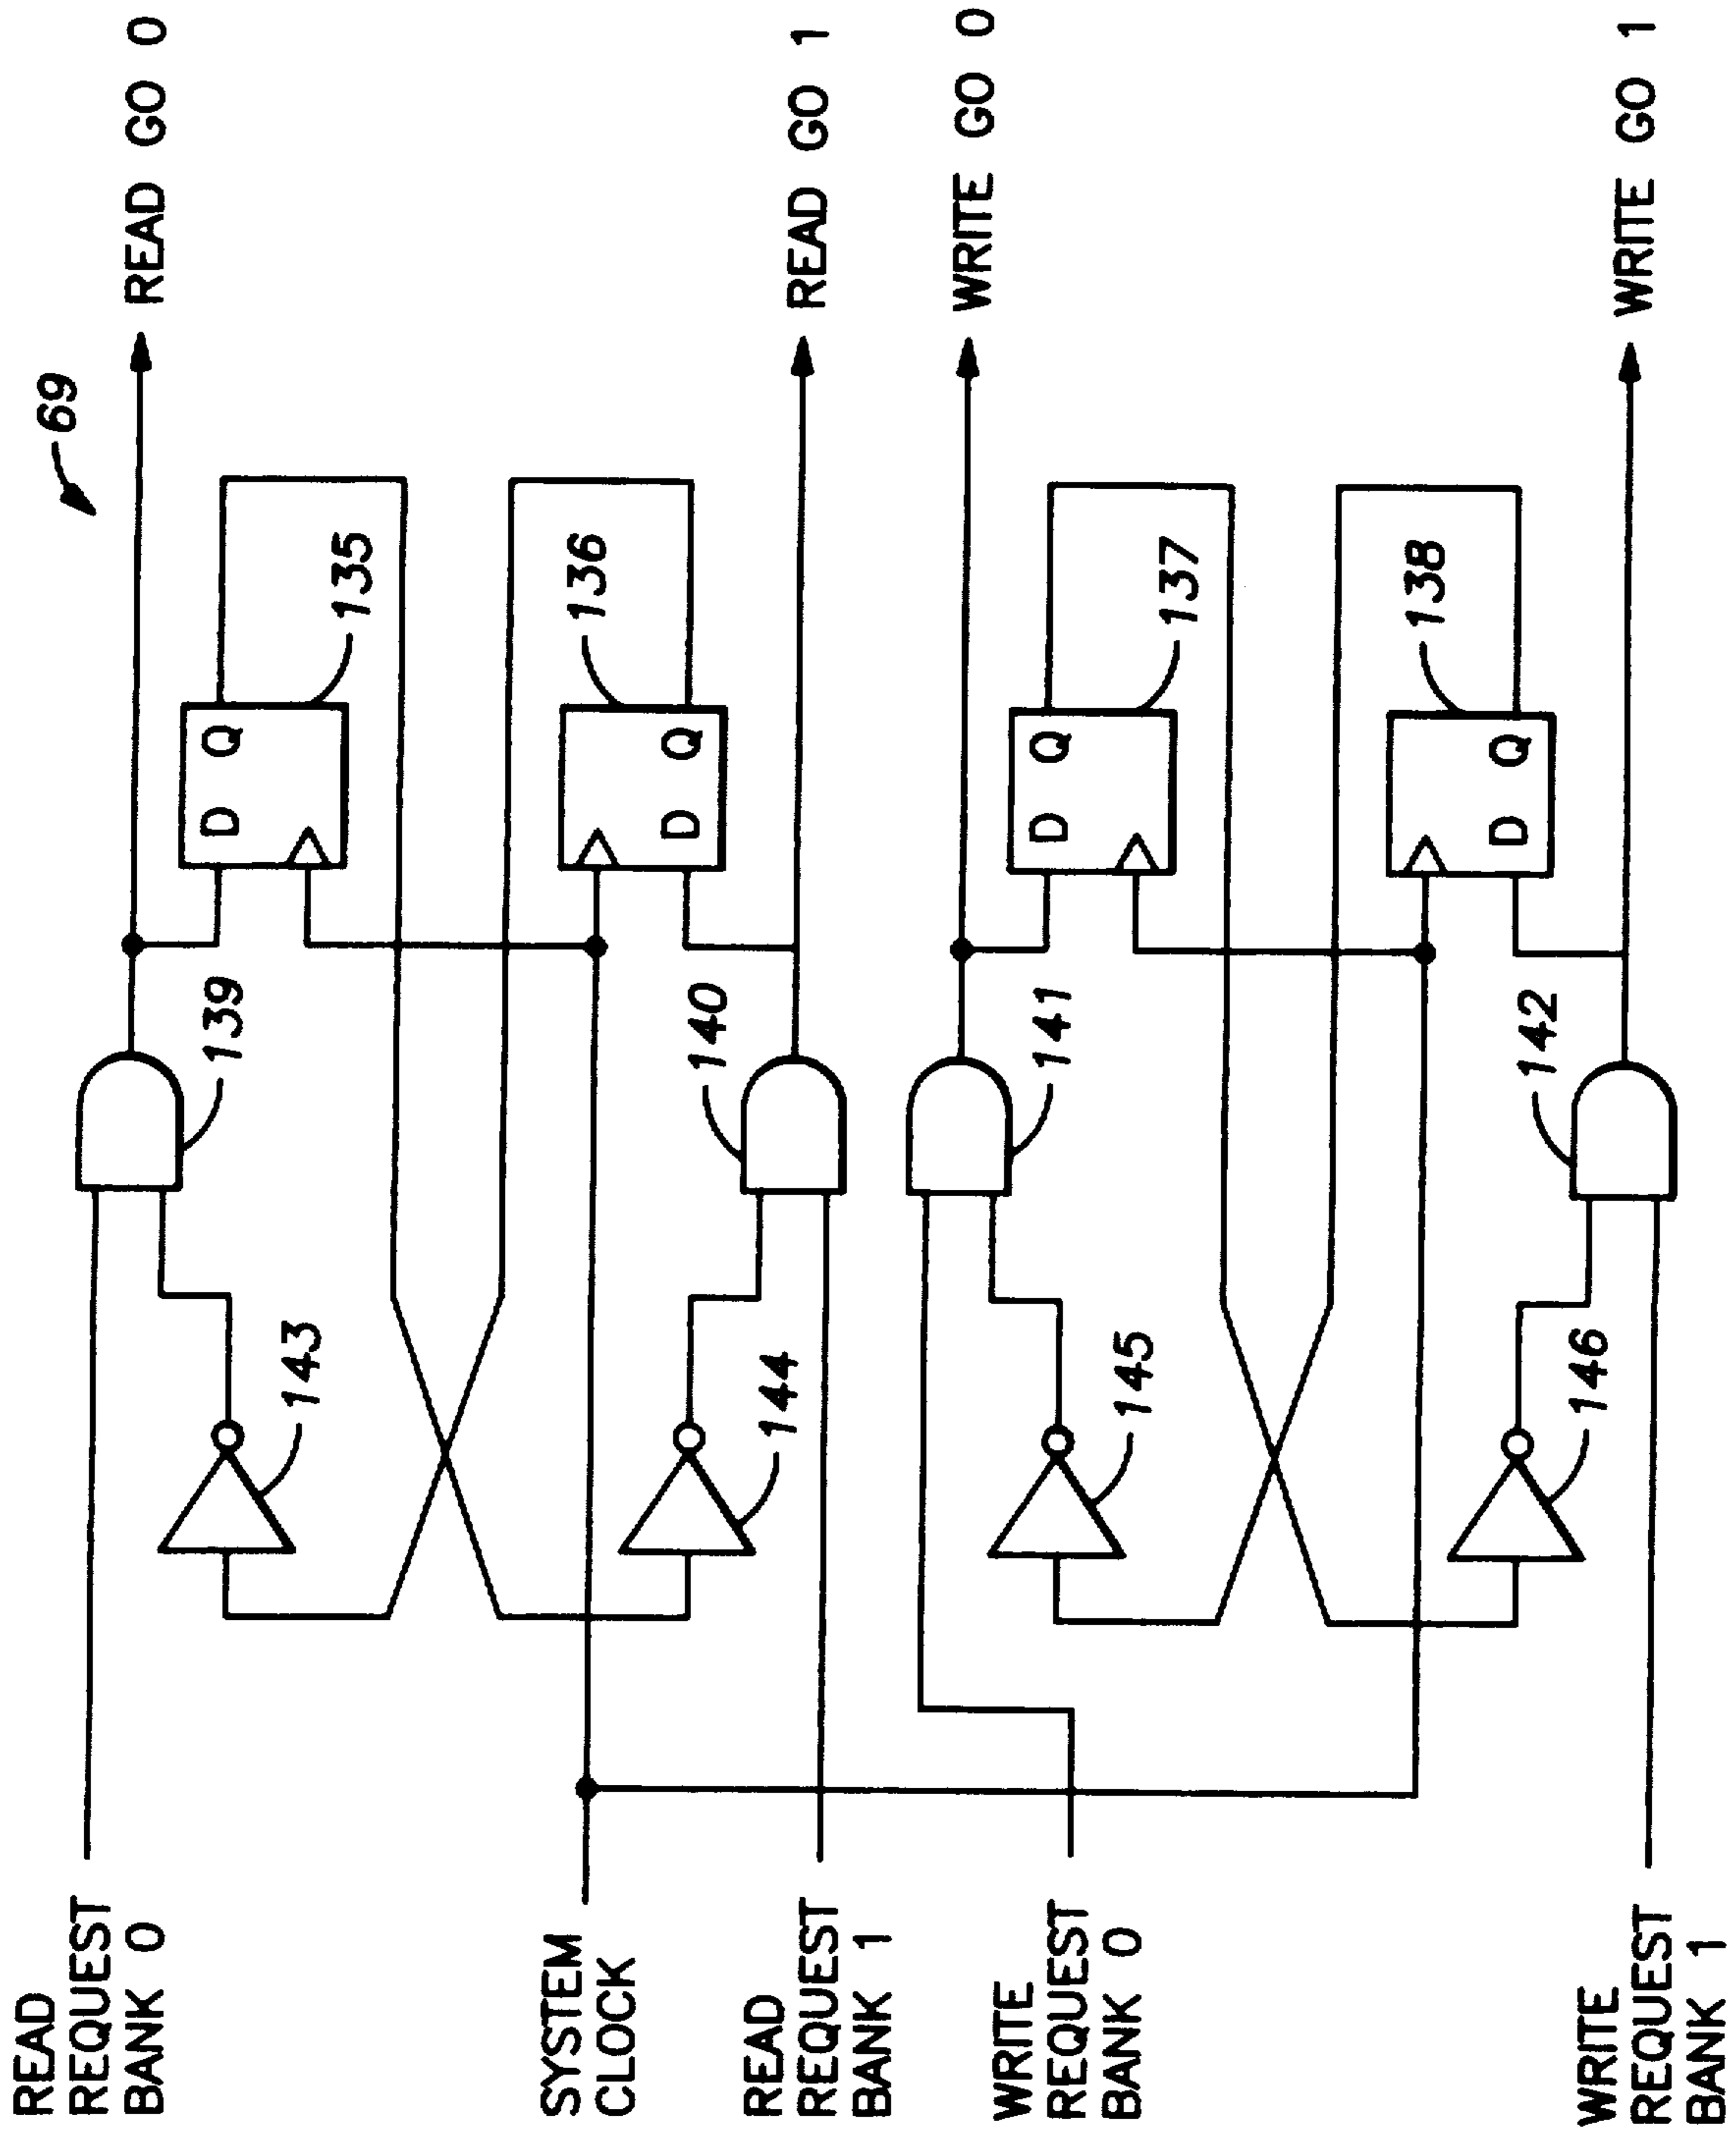 69
READ
REQUEST
BANK 0
READ GO 0
139
D Q
135
143
SYSTEM
CLOCK
136
D Q
144
140
READ
REQUEST
BANK 1
READ GO 1
WRITE
REQUEST
BANK 0
WRITE GO 0
141
D Q
137
145
138
D Q
146
142
WRITE
REQUEST
BANK 1
WRITE GO 1